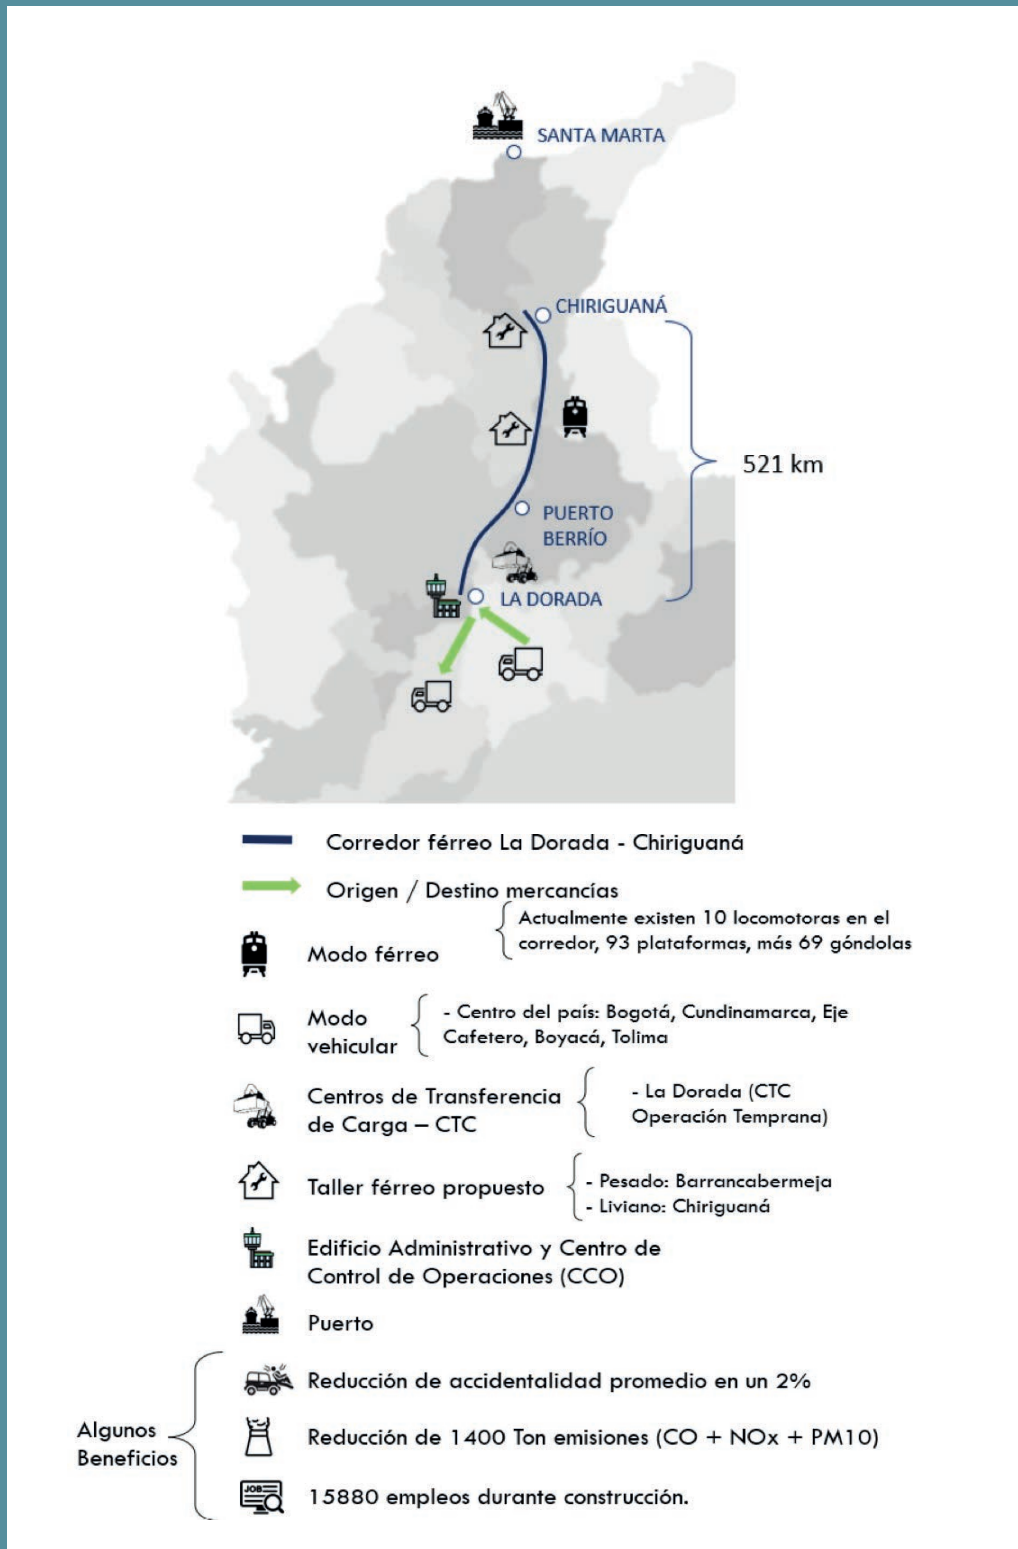 SANTA MARTA
CHIRIGUANÁ
521 km
PUERTO
BERRÍO
LA DORADA
Corredor férreo La Dorada - Chiriguaná
Origen / Destino mercancías
Modo férreo
Actualmente existen 10 locomotoras en el
corredor, 93 plataformas, más 69 góndolas
Modo
vehicular
- Centro del país: Bogotá, Cundinamarca, Eje
Cafetero, Boyacá, Tolima
Centros de Transferencia
de Carga – CTC
- La Dorada (CTC
Operación Temprana)
Taller férreo propuesto
- Pesado: Barrancabermeja
- Liviano: Chiriguaná
Edificio Administrativo y Centro de
Control de Operaciones (CCO)
Puerto
Algunos
Beneficios
Reducción de accidentalidad promedio en un 2%
Reducción de 1400 Ton emisiones (CO + NOx + PM10)
JOB
15880 empleos durante construcción.